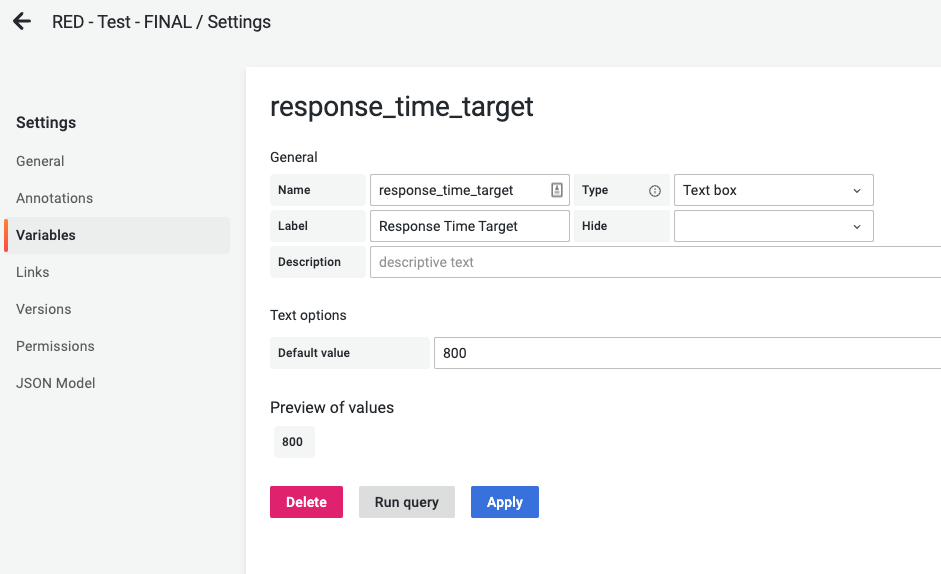 RED - Test - FINAL / Settings
Settings
General
Annotations
Variables
Links
Versions
Permissions
JSON Model
response_time_target
General
Name response_time_target Type Text box
Label Response Time Target Hide
Description descriptive text
Text options
Default value 800
Preview of values
800
Delete Run query Apply